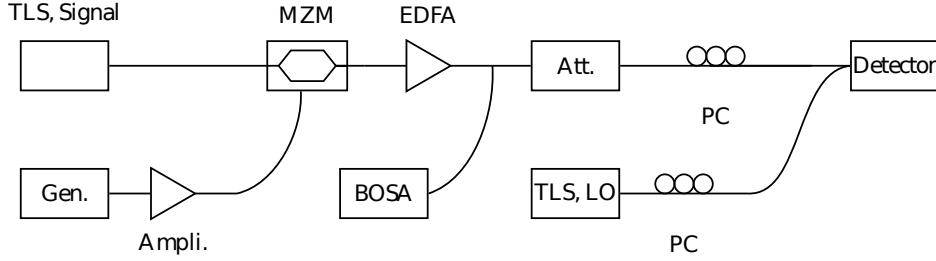 TLS, Signal
MZM
EDFA
Att.
PC
Detector
Gen.
Ampli.
BOSA
TLS, LO
PC